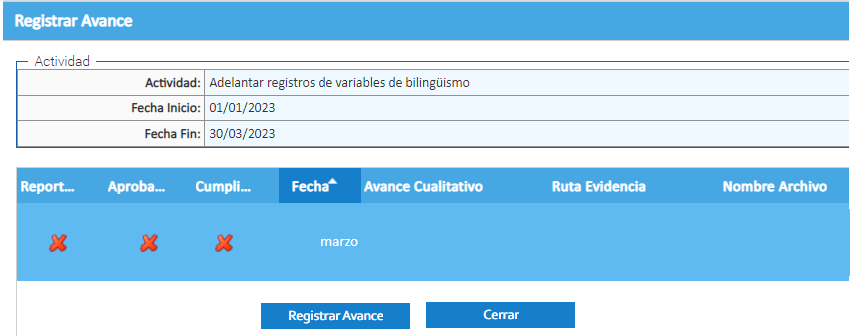 Registrar Avance
Actividad
Actividad: Adelantar registros de variables de bilingüismo
Fecha Inicio: 01/01/2023
Fecha Fin: 30/03/2023
Report... Aproba... Cumpli... Fecha Avance Cualitativo Ruta Evidencia Nombre Archivo
marzo
Registrar Avance Cerrar